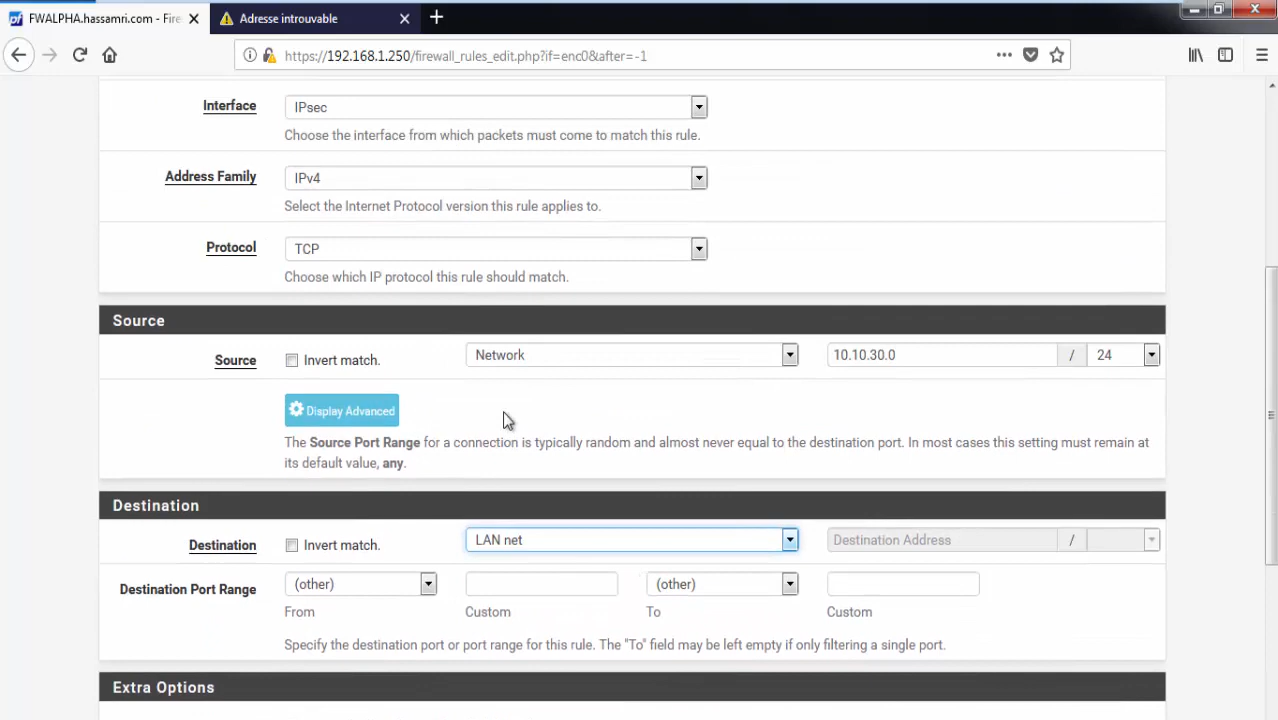 FWALPHA.hassamri.com - Fire
Adresse introuvable
https://192.168.1.250/firewall_rules_edit.php?if=enc0&after=-1
Interface
IPsec
Choose the interface from which packets must come to match this rule.
Address Family
IPv4
Select the Internet Protocol version this rule applies to.
Protocol
TCP
Choose which IP protocol this rule should match.
Source
Source
Invert match.
Network
10.10.30.0
/
24
Display Advanced
The Source Port Range for a connection is typically random and almost never equal to the destination port. In most cases this setting must remain at
its default value, any.
Destination
Destination
Invert match.
LAN net
Destination Address
/
Destination Port Range
(other)
(other)
From
Custom
To
Custom
Specify the destination port or port range for this rule. The "To" field may be left empty if only filtering a single port.
Extra Options